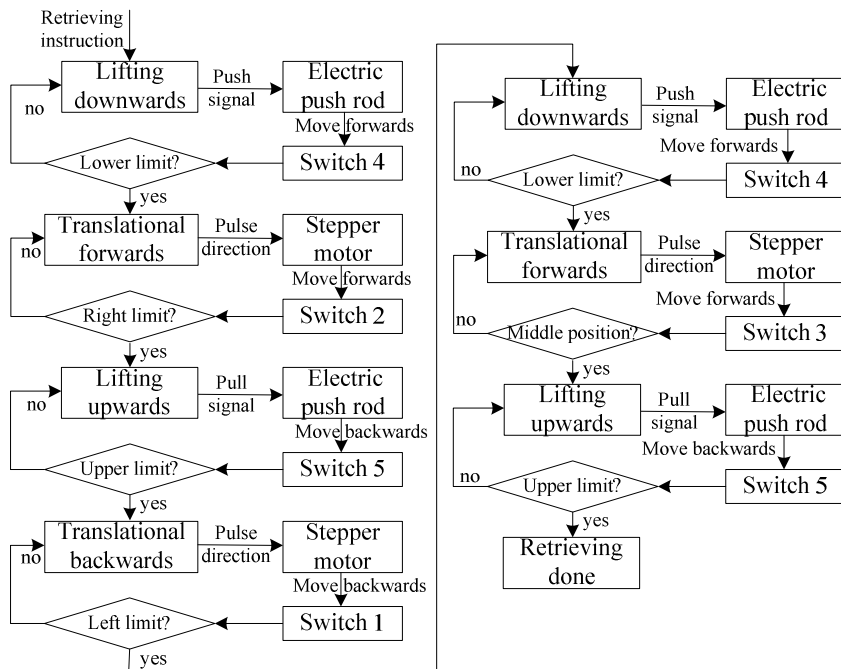 Retrieving
instruction
Lifting
downwards
Push
signal
Electric
push rod
no
Move forwards
Lower limit?
Switch 4
yes
Translational
forwards
Pulse
direction
Stepper
motor
no
Move forwards
Right limit?
Switch 2
yes
Lifting
upwards
Pull
signal
Electric
push rod
no
Move backwards
Upper limit?
Switch 5
yes
Translational
backwards
Pulse
direction
Stepper
motor
no
Move backwards
Left limit?
Switch 1
yes
Lifting
downwards
Push
signal
Electric
push rod
no
Move forwards
Lower limit?
Switch 4
yes
Translational
forwards
Pulse
direction
Stepper
motor
no
Move forwards
Middle position?
Switch 3
yes
Lifting
upwards
Pull
signal
Electric
push rod
no
Move backwards
Upper limit?
Switch 5
yes
Retrieving
done